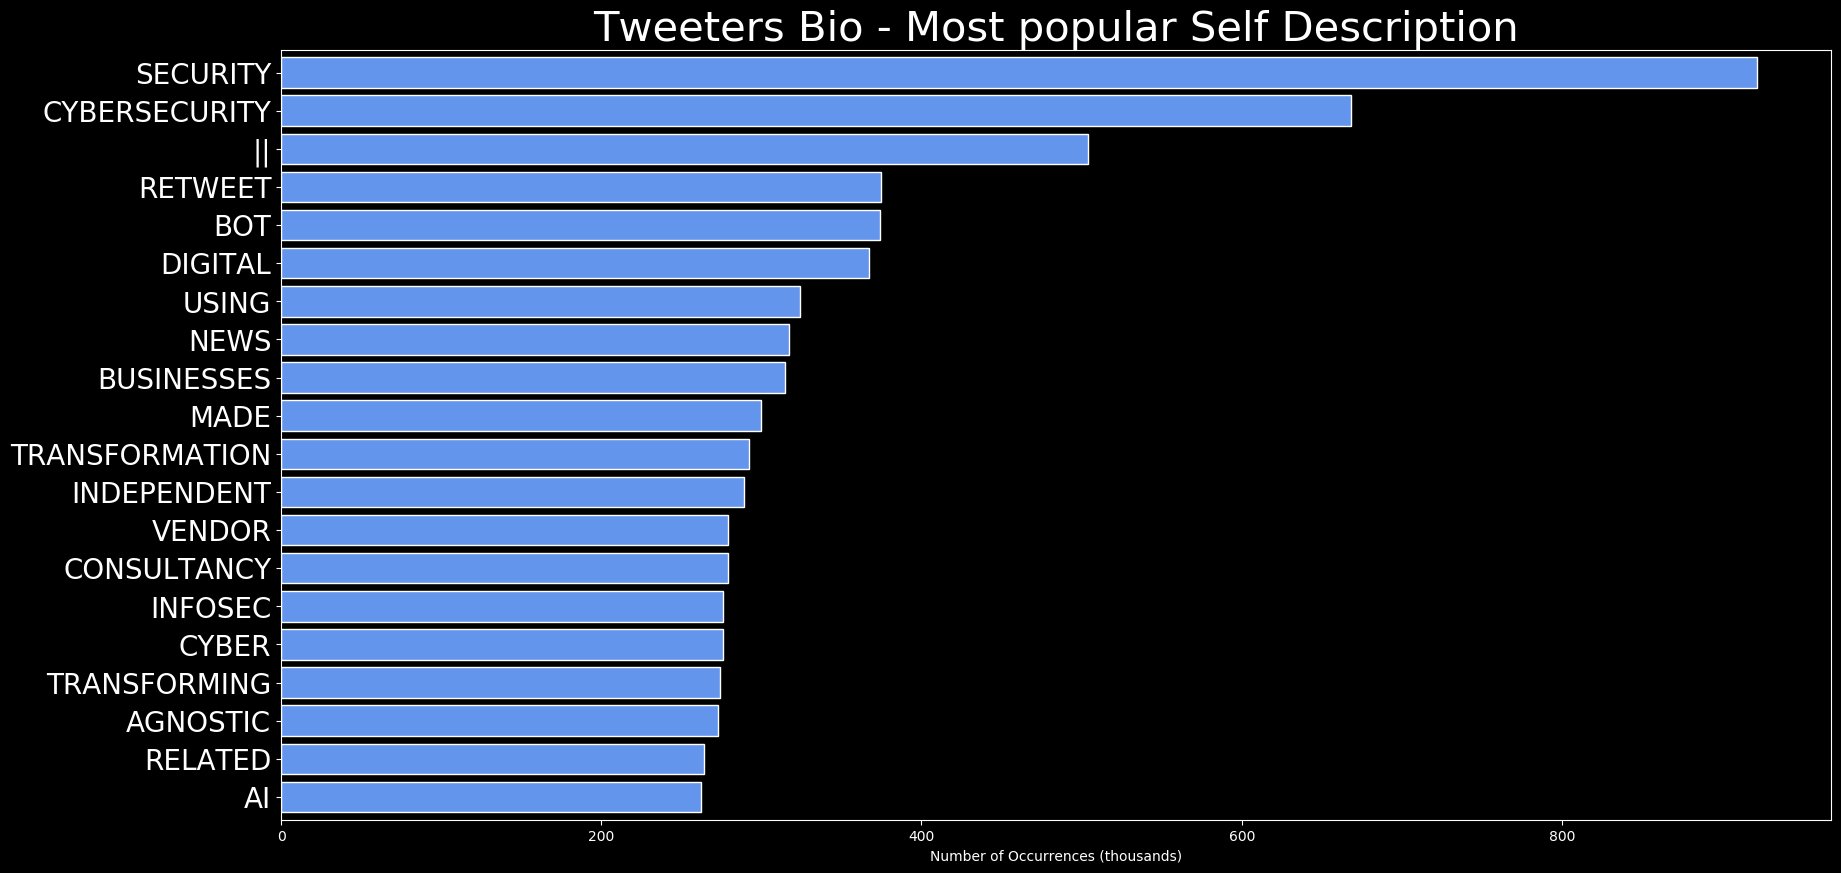 Tweeters Bio - Most popular Self Description
SECURITY
CYBERSECURITY
||
RETWEET
BOT
DIGITAL
USING
NEWS
BUSINESSES
MADE
TRANSFORMATION
INDEPENDENT
VENDOR
CONSULTANCY
INFOSEC
CYBER
TRANSFORMING
AGNOSTIC
RELATED
AI
0 200 400 600 800
Number of Occurrences (thousands)